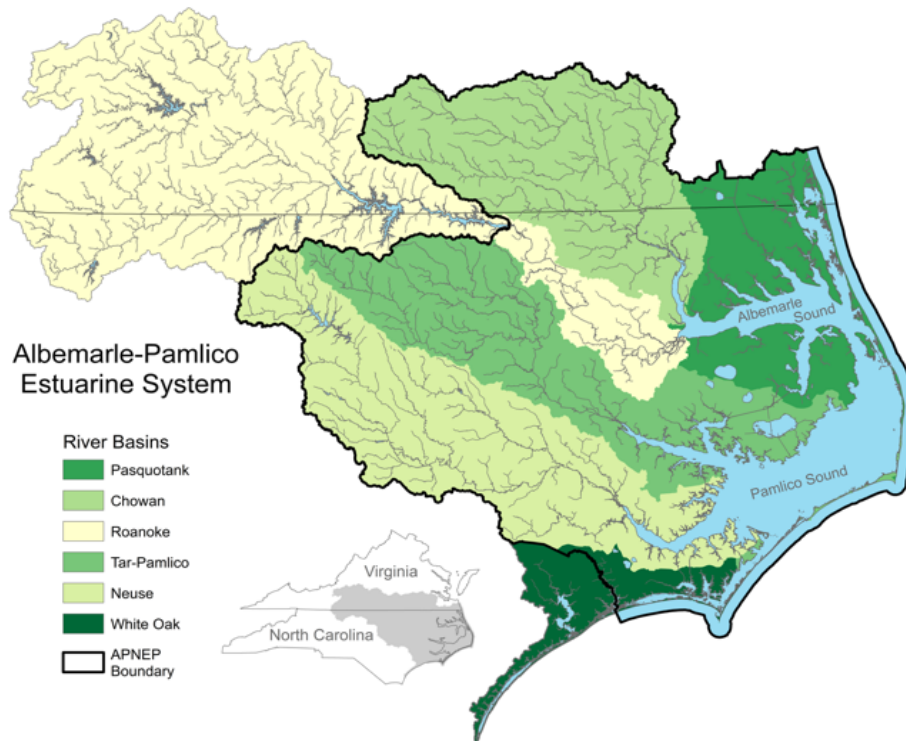 Albemarle-Pamlico
Estuarine System
River Basins
Pasquotank
Chowan
Roanoke
Tar-Pamlico
Neuse
White Oak
APNEP
Boundary
Virginia
North Carolina
Albemarle
Sound
Pamlico Sound